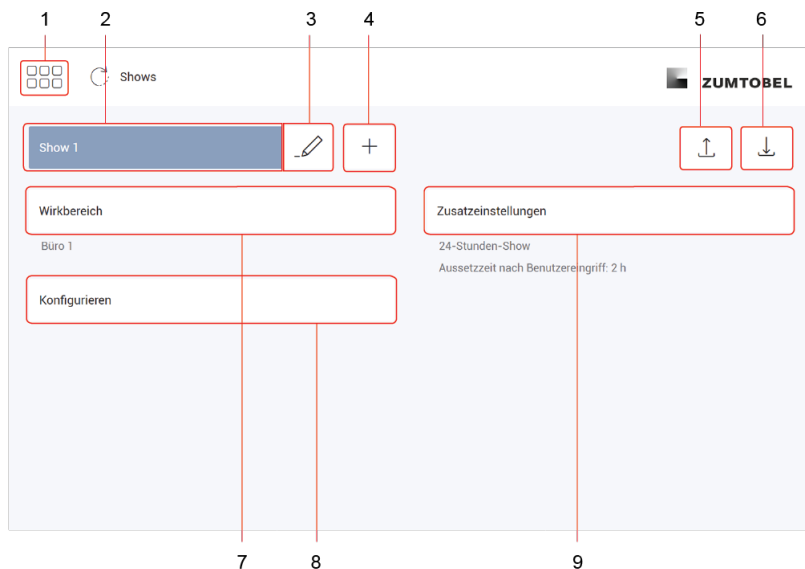 1 2 3 4 5 6
Shows
ZUMTOBEL
Show 1
Wirkbereich
Zusatzeinstellungen
Büro 1
24-Stunden-Show
Aussetzzeit nach Benutzereingriff: 2 h
Konfigurieren
7 8 9